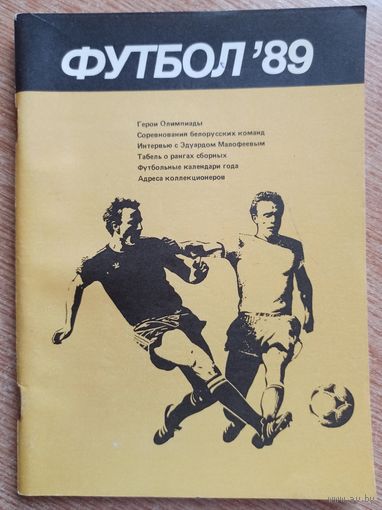 ФУТБОЛ '89
Герои Олимпиады
Соревнования белорусских команд
Интервью с Эдуардом Малофеевым
Табель о рангах сборных
Футбольные календари года
Адреса коллекционеров